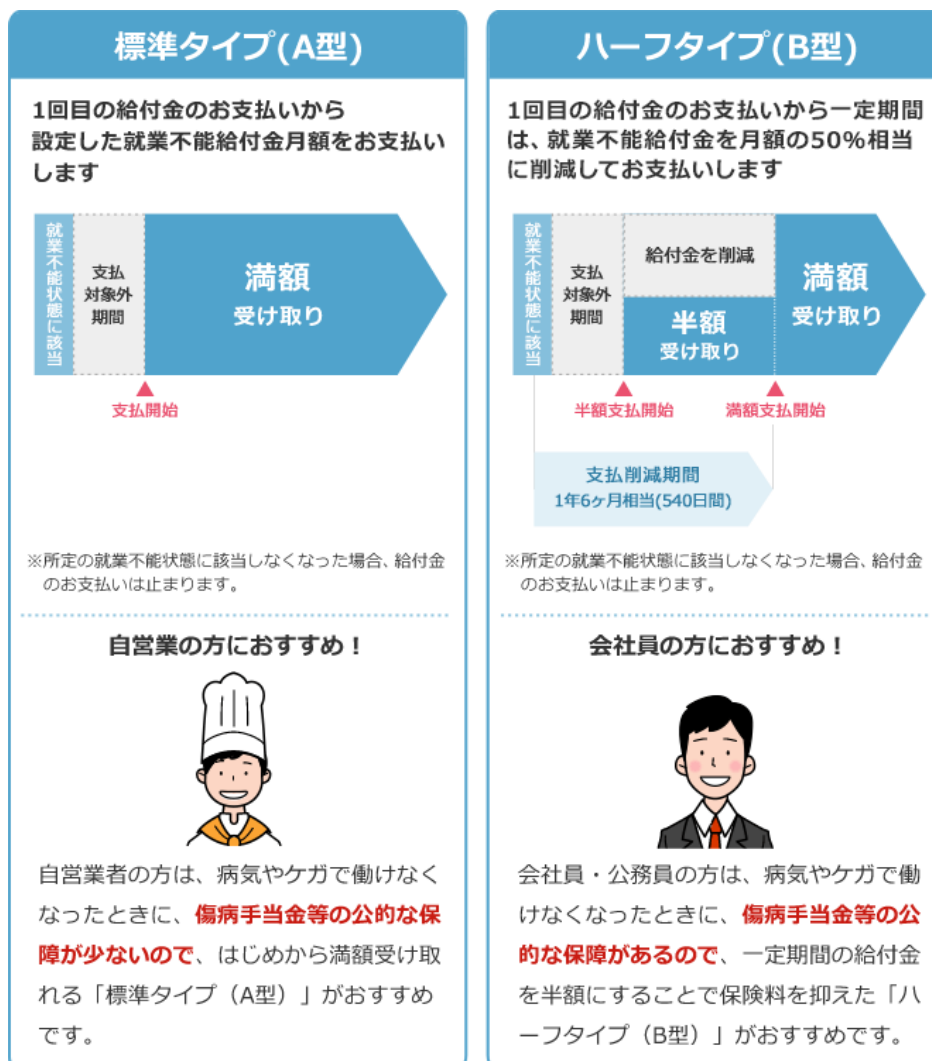 標準タイプ(A型)
1回目の給付金のお支払いから
設定した就業不能給付金月額をお支払い
します
就業不能状態に該当
支払
対象外
期間
満額
受け取り
支払開始
※所定の就業不能状態に該当しなくなった場合、給付金
のお支払いは止まります。
自営業の方におすすめ！
自営業者の方は、病気やケガで働けなく
なったときに、傷病手当金等の公的な保
障が少ないので、はじめから満額受け取
れる「標準タイプ（A型）」がおすすめ
です。
ハーフタイプ(B型)
1回目の給付金のお支払いから一定期間
は、就業不能給付金を月額の50%相当
に削減してお支払いします
就業不能状態に該当
支払
対象外
期間
給付金を削減
半額
受け取り
満額
受け取り
半額支払開始
満額支払開始
支払削減期間
1年6ヶ月相当(540日間)
※所定の就業不能状態に該当しなくなった場合、給付金
のお支払いは止まります。
会社員の方におすすめ！
会社員・公務員の方は、病気やケガで働
けなくなったときに、傷病手当金等の公
的な保障があるので、一定期間の給付金
を半額にすることで保険料を抑えた「ハ
ーフタイプ（B型）」がおすすめです。